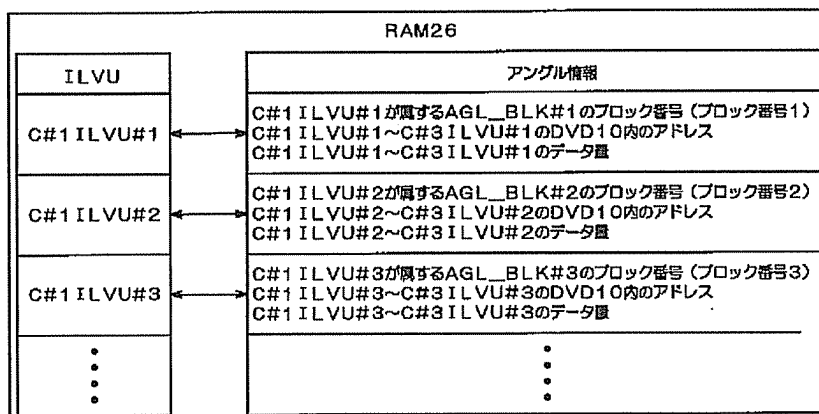 RAM26
ILVU
アングル情報
C#1ILVU#1
C#1ILVU#1が属するAGL_BLK#1のブロック番号(ブロック番号1)
C#1ILVU#1~C#3ILVU#1のDVD10内のアドレス
C#1ILVU#1~C#3ILVU#1のデータ量
C#1ILVU#2
C#1ILVU#2が属するAGL_BLK#2のブロック番号(ブロック番号2)
C#1ILVU#2~C#3ILVU#2のDVD10内のアドレス
C#1ILVU#2~C#3ILVU#2のデータ量
C#1ILVU#3
C#1ILVU#3が属するAGL_BLK#3のブロック番号(ブロック番号3)
C#1ILVU#3~C#3ILVU#3のDVD10内のアドレス
C#1ILVU#3~C#3ILVU#3のデータ量